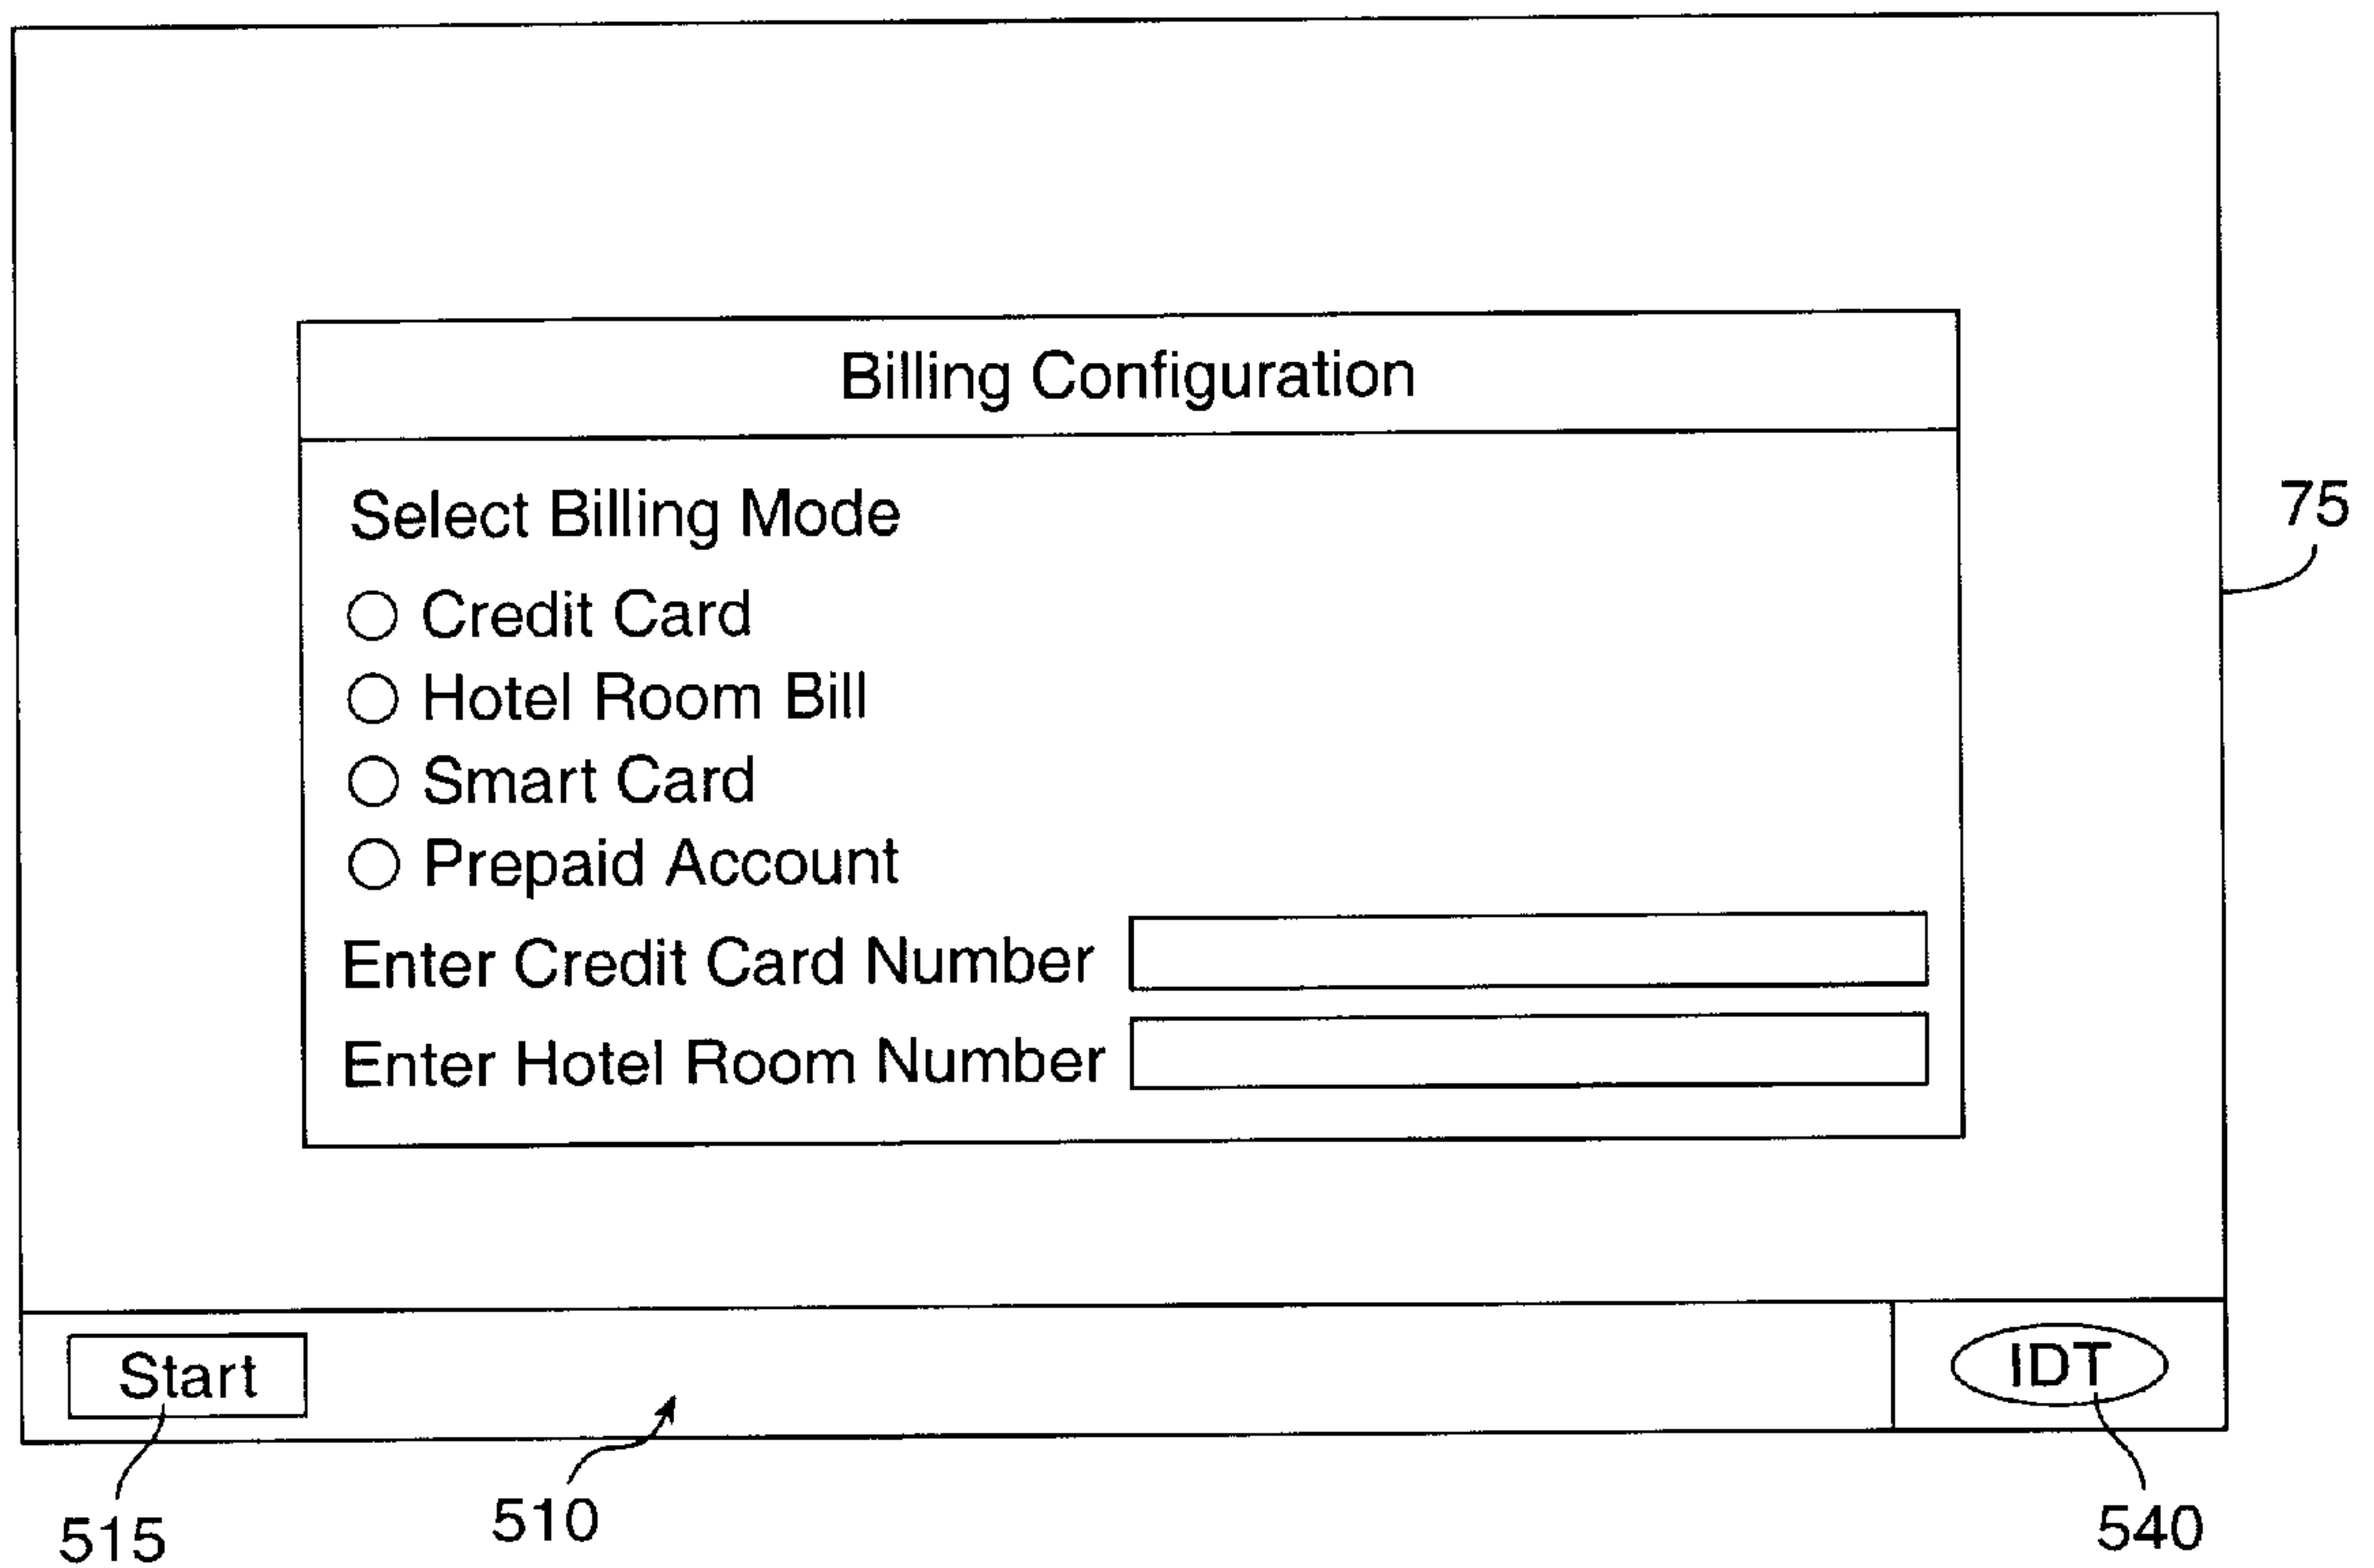 Billing Configuration
Select Billing Mode
Credit Card
Hotel Room Bill
Smart Card
Prepaid Account
Enter Credit Card Number
Enter Hotel Room Number
75
Start
IDT
515
510
540